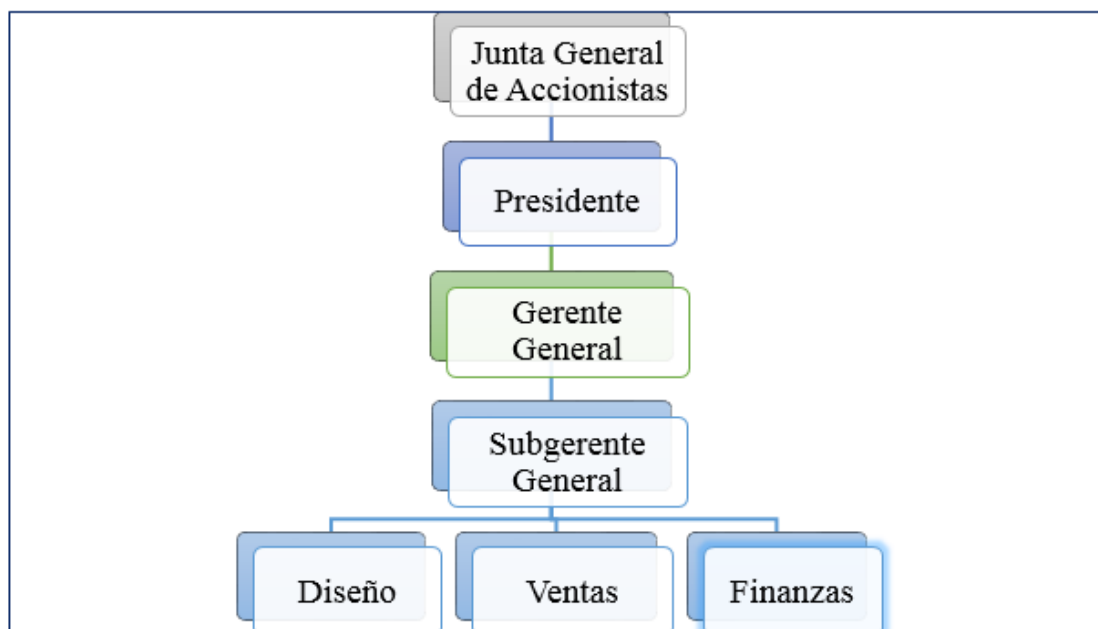 Junta General
de Accionistas
Presidente
Gerente
General
Subgerente
General
Diseño
Ventas
Finanzas